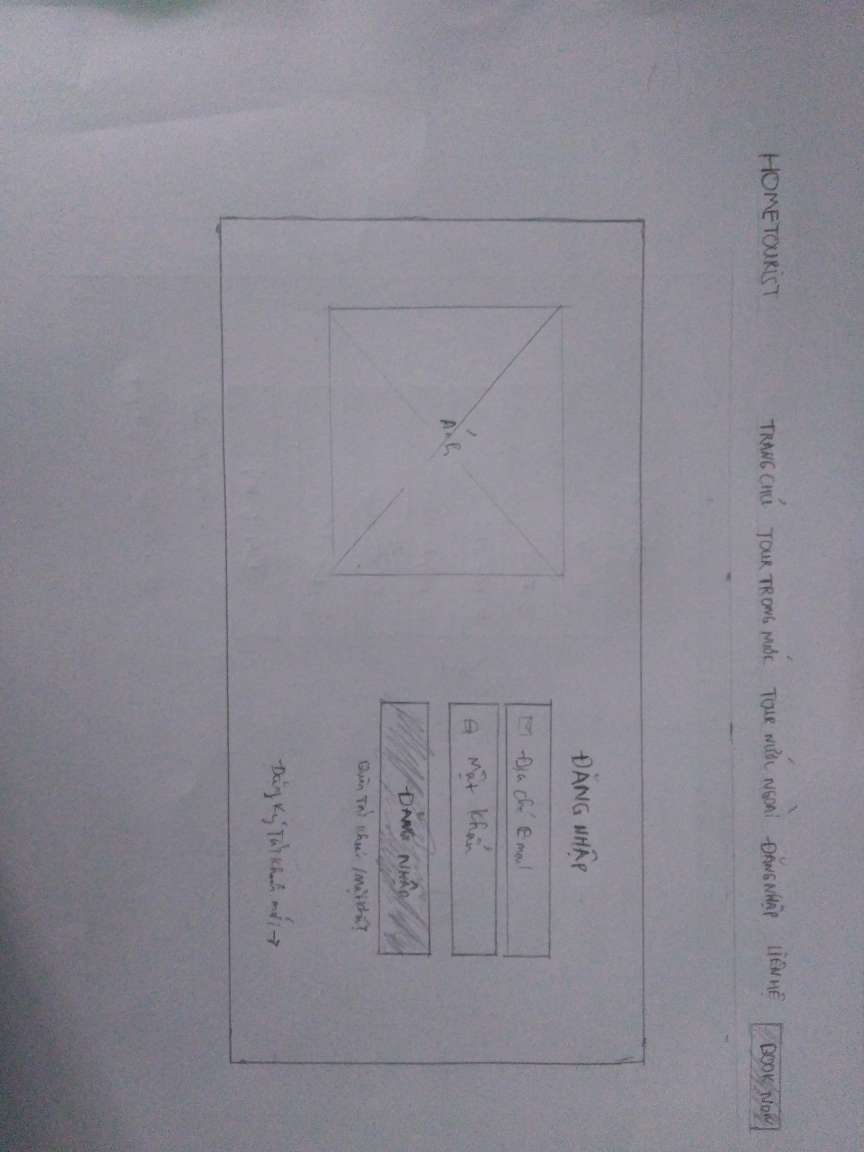 HOMETOURIST TRANG CHỦ TOUR TRONG NƯỚC TOUR NƯỚC NGOÀI ĐĂNG NHẬP LIÊN HỆ BOOK NOW
Ảnh
ĐĂNG NHẬP
Địa chỉ Email
Mật khẩu
ĐĂNG NHẬP
Quên Tài khoản / Mật khẩu?
Đăng Ký Tài khoản mới →